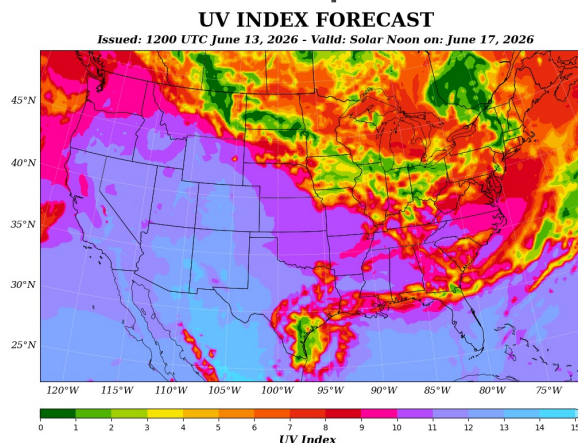 UV INDEX FORECAST
Issued: 1200 UTC June 13, 2026 - Valid: Solar Noon on: June 17, 2026
45°N
40°N
35°N
30°N
25°N
120°W 115°W 110°W 105°W 100°W 95°W 90°W 85°W 80°W 75°W
0 1 2 3 4 5 6 7 8 9 10 11 12 13 14 15
UV Index